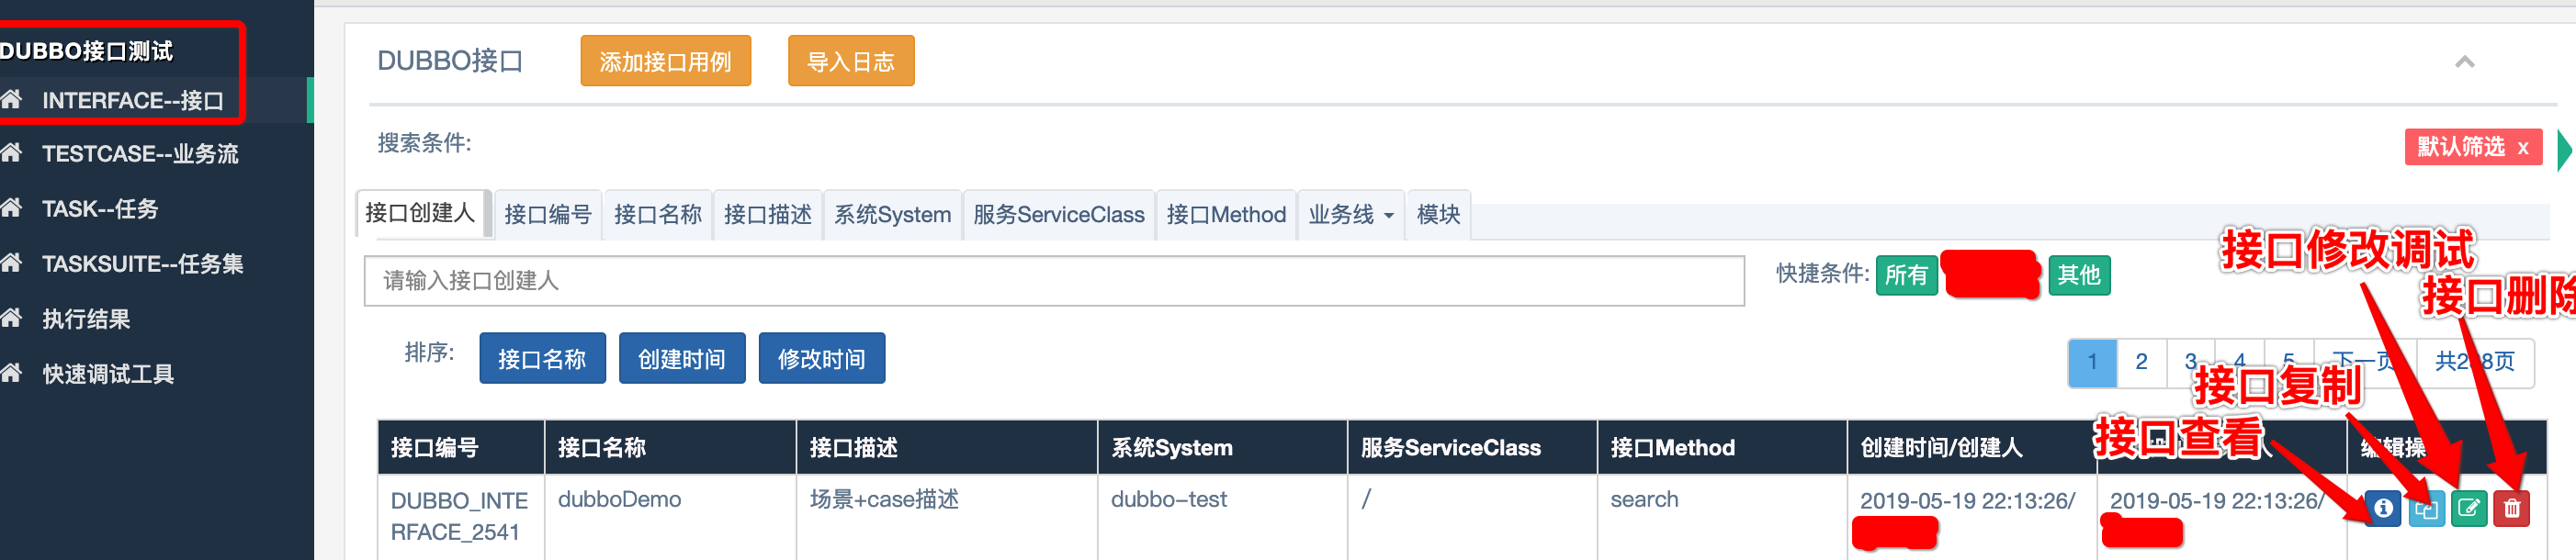 DUBBO接口测试
INTERFACE--接口
TESTCASE--业务流
TASK--任务
TASKSUITE--任务集
执行结果
快速调试工具
DUBBO接口 添加接口用例 导入日志
搜索条件:
默认筛选 x
接口创建人 接口编号 接口名称 接口描述 系统System 服务ServiceClass 接口Method 业务线 模块
请输入接口创建人
快捷条件: 所有 其他
接口修改调试
接口删除
排序: 接口名称 创建时间 修改时间
1 2 3 4 5 下一页
接口复制
接口查看
接口编号 接口名称 接口描述 系统System 服务ServiceClass 接口Method 创建时间/创建人 编辑操
DUBBO_INTE
RFACE_2541
dubboDemo
场景+case描述
dubbo-test
/
search
2019-05-19 22:13:26/
2019-05-19 22:13:26/